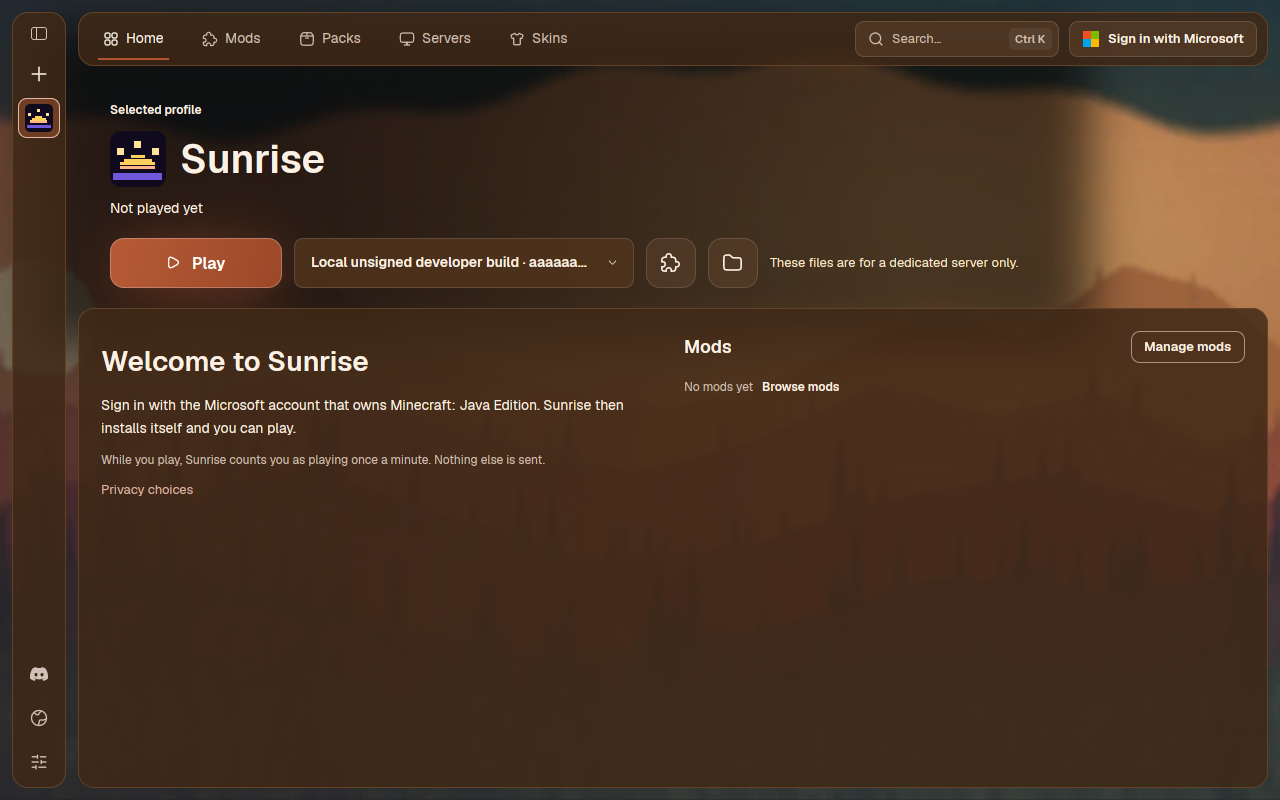 Home
Mods
Packs
Servers
Skins
Search...
Ctrl K
Sign in with Microsoft
Selected profile
Sunrise
Not played yet
Play
Local unsigned developer build · aaaaaa...
These files are for a dedicated server only.
Welcome to Sunrise
Sign in with the Microsoft account that owns Minecraft: Java Edition. Sunrise then
installs itself and you can play.
While you play, Sunrise counts you as playing once a minute. Nothing else is sent.
Privacy choices
Mods
Manage mods
No mods yet Browse mods